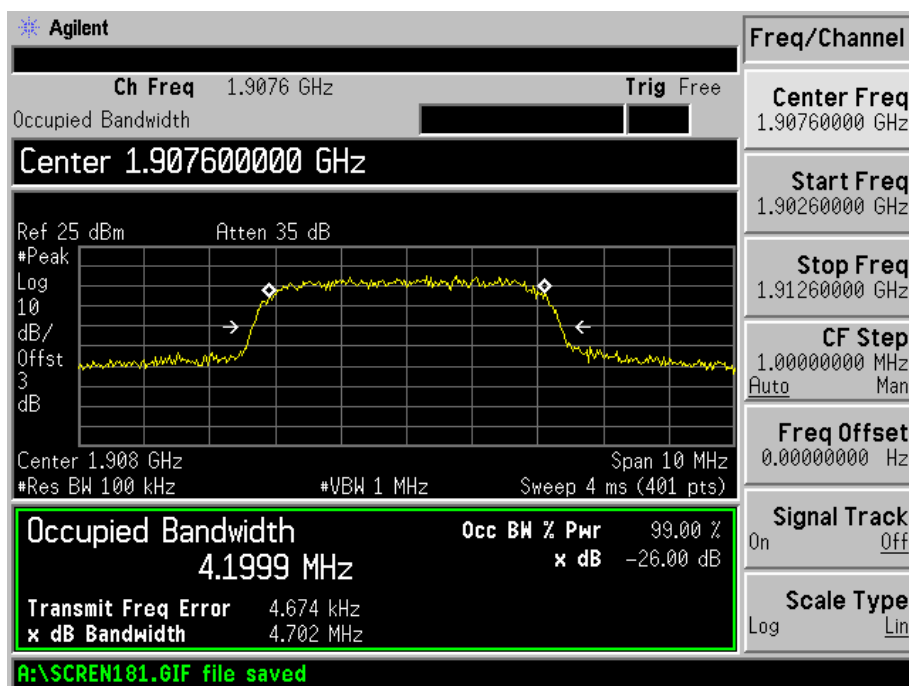 Agilent
Ch Freq 1.9076 GHz Trig Free
Occupied Bandwidth
Center 1.907600000 GHz
Ref 25 dBm Atten 35 dB
#Peak
Log
10
dB/
Offst
3
dB
Center 1.908 GHz Span 10 MHz
#Res BW 100 kHz #VBW 1 MHz Sweep 4 ms (401 pts)
Occupied Bandwidth
4.1999 MHz
Occ BW % Pwr 99.00 %
x dB -26.00 dB
Transmit Freq Error 4.674 kHz
x dB Bandwidth 4.702 MHz
A:\SCREN181.GIF file saved
Freq/Channel
Center Freq
1.90760000 GHz
Start Freq
1.90260000 GHz
Stop Freq
1.91260000 GHz
CF Step
1.00000000 MHz
Auto Man
Freq Offset
0.00000000 Hz
Signal Track
On Off
Scale Type
Log Lin